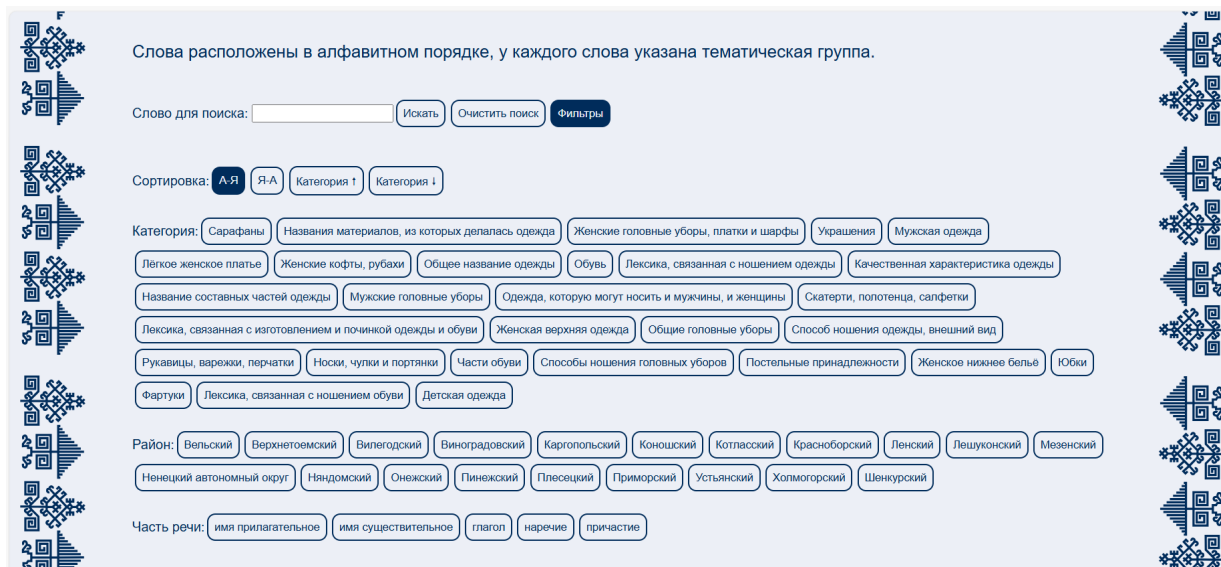 Слова расположены в алфавитном порядке, у каждого слова указана тематическая группа.
Слово для поиска: Искать Очистить поиск Фильтры
Сортировка: А-Я Я-А Категория ↑ Категория ↓
Категория: Сарафаны Названия материалов, из которых делалась одежда Женские головные уборы, платки и шарфы Украшения Мужская одежда
Лёгкое женское платье Женские кофты, рубахи Общее название одежды Обувь Лексика, связанная с ношением одежды Качественная характеристика одежды
Название составных частей одежды Мужские головные уборы Одежда, которую могут носить и мужчины, и женщины Скатерти, полотенца, салфетки
Лексика, связанная с изготовлением и починкой одежды и обуви Женская верхняя одежда Общие головные уборы Способ ношения одежды, внешний вид
Рукавицы, варежки, перчатки Носки, чулки и портянки Части обуви Способы ношения головных уборов Постельные принадлежности Женское нижнее бельё Юбки
Фартуки Лексика, связанная с ношением обуви Детская одежда
Район: Вельский Верхнетоемский Вилегодский Виноградовский Каргопольский Коношский Котласский Красноборский Ленский Лешуконский Мезенский
Ненецкий автономный округ Няндомский Онежский Пинежский Плесецкий Приморский Устьянский Холмогорский Шенкурский
Часть речи: имя прилагательное имя существительное глагол наречие причастие